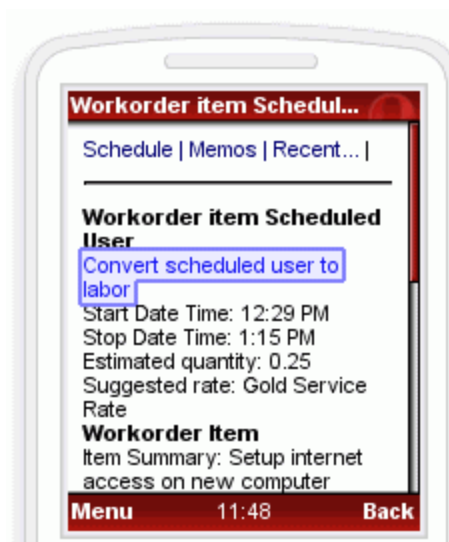 Workorder item Schedul...
Schedule | Memos | Recent... |
Workorder item Scheduled
User
Convert scheduled user to
labor
Start Date Time: 12:29 PM
Stop Date Time: 1:15 PM
Estimated quantity: 0.25
Suggested rate: Gold Service
Rate
Workorder Item
Item Summary: Setup internet
access on new computer
Menu 11:48 Back